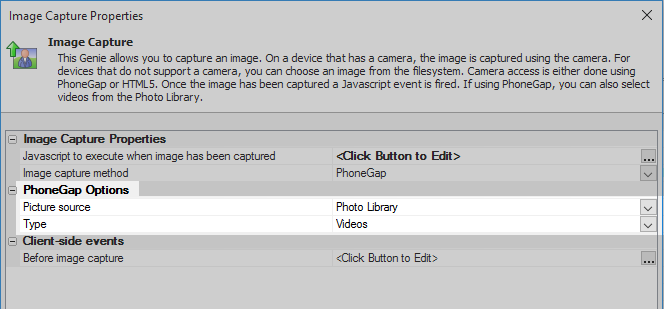 Image Capture Properties
Image Capture
This Genie allows you to capture an image. On a device that has a camera, the image is captured using the camera. For
devices that do not support a camera, you can choose an image from the filesystem. Camera access is either done using
PhoneGap or HTML5. Once the image has been captured a Javascript event is fired. If using PhoneGap, you can also select
videos from the Photo Library.
Image Capture Properties
Javascript to execute when image has been captured <Click Button to Edit> ...
Image capture method PhoneGap
PhoneGap Options
Picture source Photo Library
Type Videos
Client-side events
Before image capture <Click Button to Edit> ...